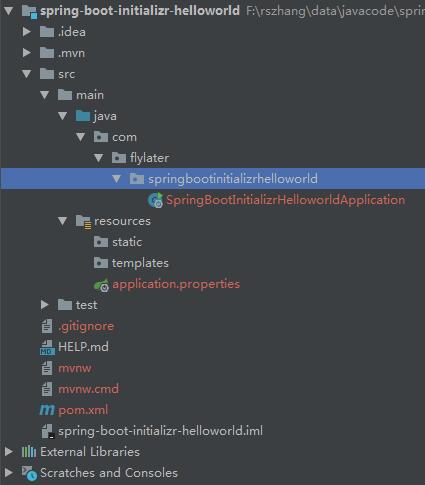 spring-boot-initializr-helloworld F:\rszhang\data\javacode\spri
.idea
.mvn
src
main
java
com
flylater
springbootinitializrhelloworld
SpringBootInitializrHelloworldApplication
resources
static
templates
application.properties
test
.gitignore
HELP.md
mvnw
mvnw.cmd
pom.xml
spring-boot-initializr-helloworld.iml
External Libraries
Scratches and Consoles